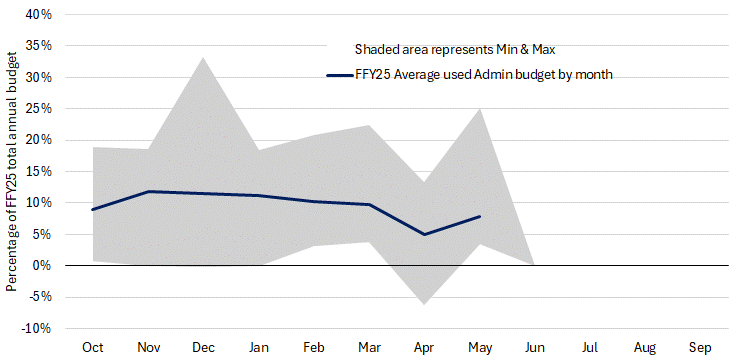 40%
35%
30%
25%
20%
15%
10%
5%
0%
-5%
-10%
Percentage of FFY25 total annual budget
Shaded area represents Min & Max
FFY25 Average used Admin budget by month
Oct Nov Dec Jan Feb Mar Apr May Jun Jul Aug Sep